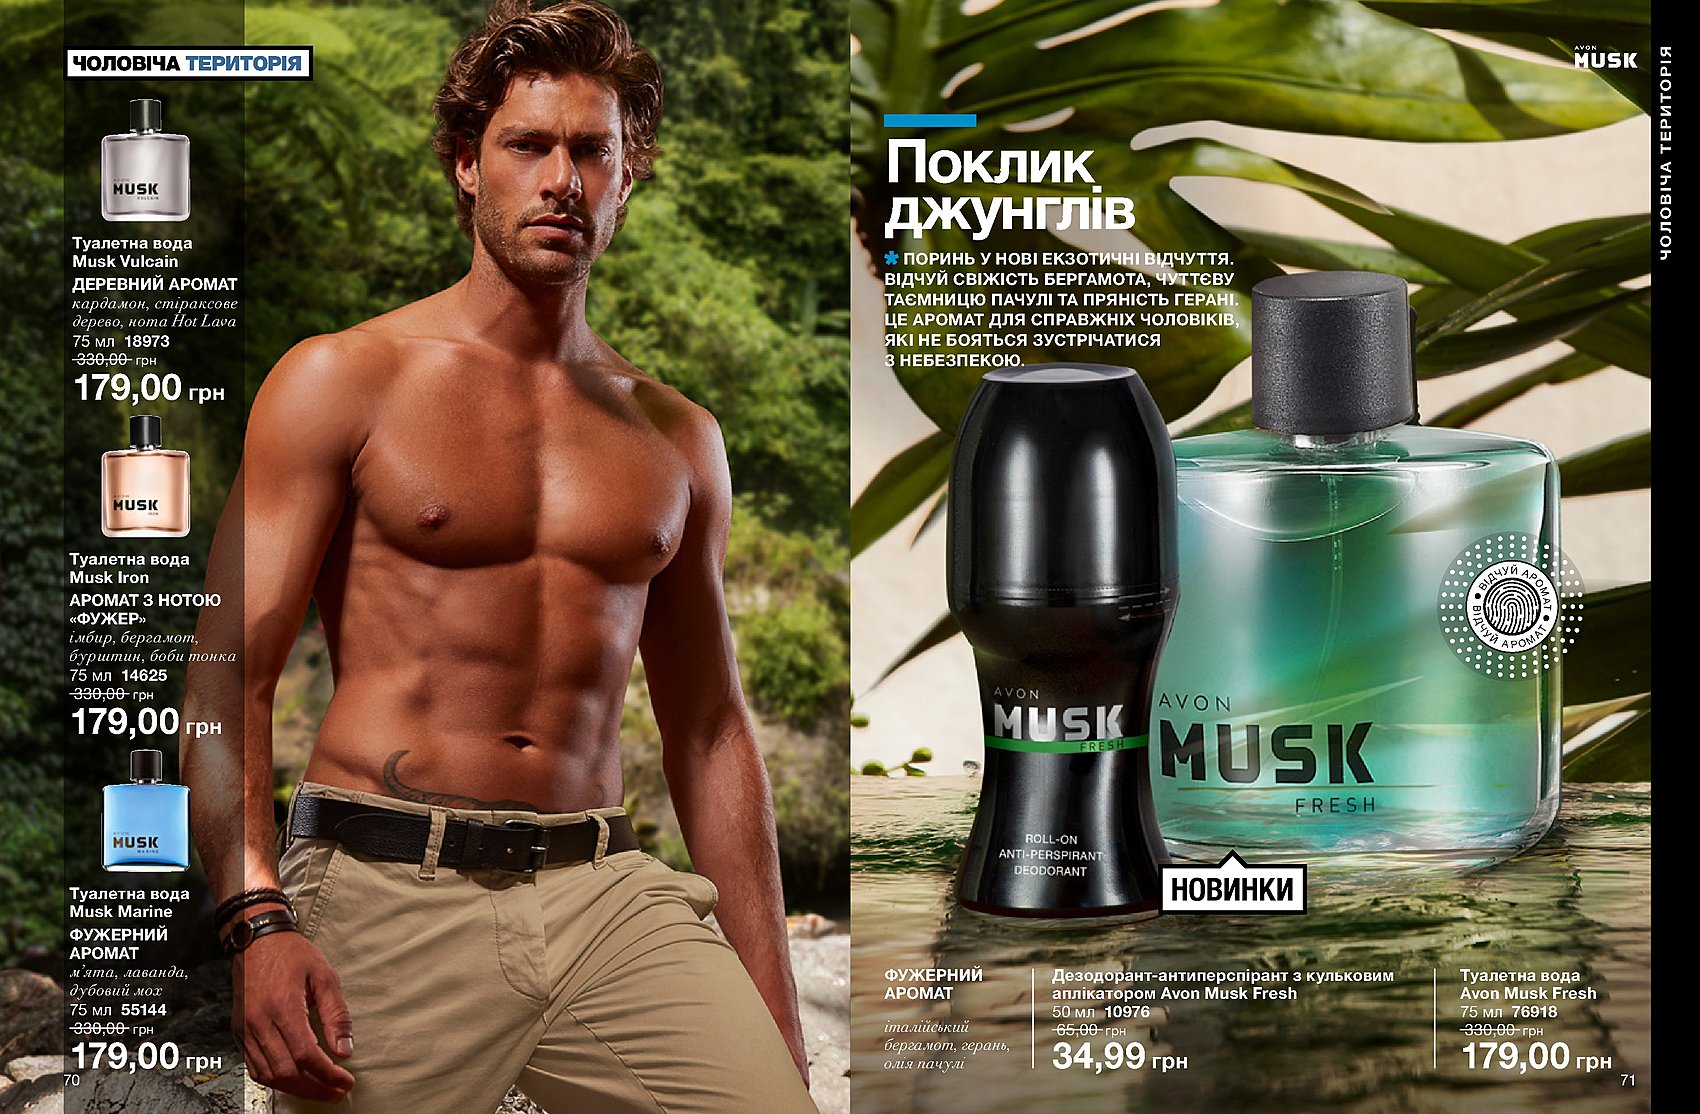 ЧОЛОВІЧА ТЕРИТОРІЯ
AVON
MUSK
VULCAIN
Туалетна вода
Musk Vulcain
ДЕРЕВНИЙ АРОМАТ
кардамон, стіраксове
дерево, нота Hot Lava
75 мл 18973
330,00 грн
179,00 грн
AVON
MUSK
IRON
Туалетна вода
Musk Iron
АРОМАТ З НОТОЮ
«ФУЖЕР»
імбир, бергамот,
бурштин, боби тонка
75 мл 14625
330,00 грн
179,00 грн
AVON
MUSK
MARINE
Туалетна вода
Musk Marine
ФУЖЕРНИЙ
АРОМАТ
м'ята, лаванда,
дубовий мох
75 мл 55144
330,00 грн
179,00 грн
70
AVON
MUSK
ЧОЛОВІЧА ТЕРИТОРІЯ
Поклик
джунглів
* ПОРИНЬ У НОВІ ЕКЗОТИЧНІ ВІДЧУТТЯ.
ВІДЧУЙ СВІЖІСТЬ БЕРГАМОТА, ЧУТТЄВУ
ТАЄМНИЦЮ ПАЧУЛІ ТА ПРЯНІСТЬ ГЕРАНІ.
ЦЕ АРОМАТ ДЛЯ СПРАВЖНІХ ЧОЛОВІКІВ,
ЯКІ НЕ БОЯТЬСЯ ЗУСТРІЧАТИСЯ
З НЕБЕЗПЕКОЮ.
• ВІДЧУЙ АРОМАТ • ВІДЧУЙ АРОМАТ
AVON
MUSK
FRESH
ROLL-ON
ANTI-PERSPIRANT
DEODORANT
AVON
MUSK
FRESH
НОВИНКИ
ФУЖЕРНИЙ
АРОМАТ
італійський
бергамот, герань,
олія пачулі
Дезодорант-антиперспірант з кульковим
аплікатором Avon Musk Fresh
50 мл 10976
65,00 грн
34,99 грн
Туалетна вода
Avon Musk Fresh
75 мл 76918
330,00 грн
179,00 грн
71